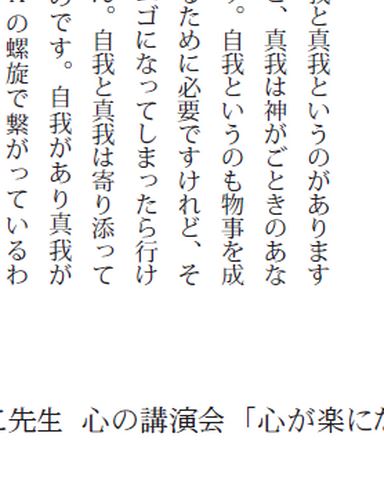 我と真我というのがあります
、真我は神がごときのあな
す。自我というのも物事を成
るために必要ですけれど、そ
ゴになってしまったら行け
ん。自我と真我は寄り添って
のです。自我があり真我が
の螺旋で繋がっているわ
先生 心の講演会「心が楽にな